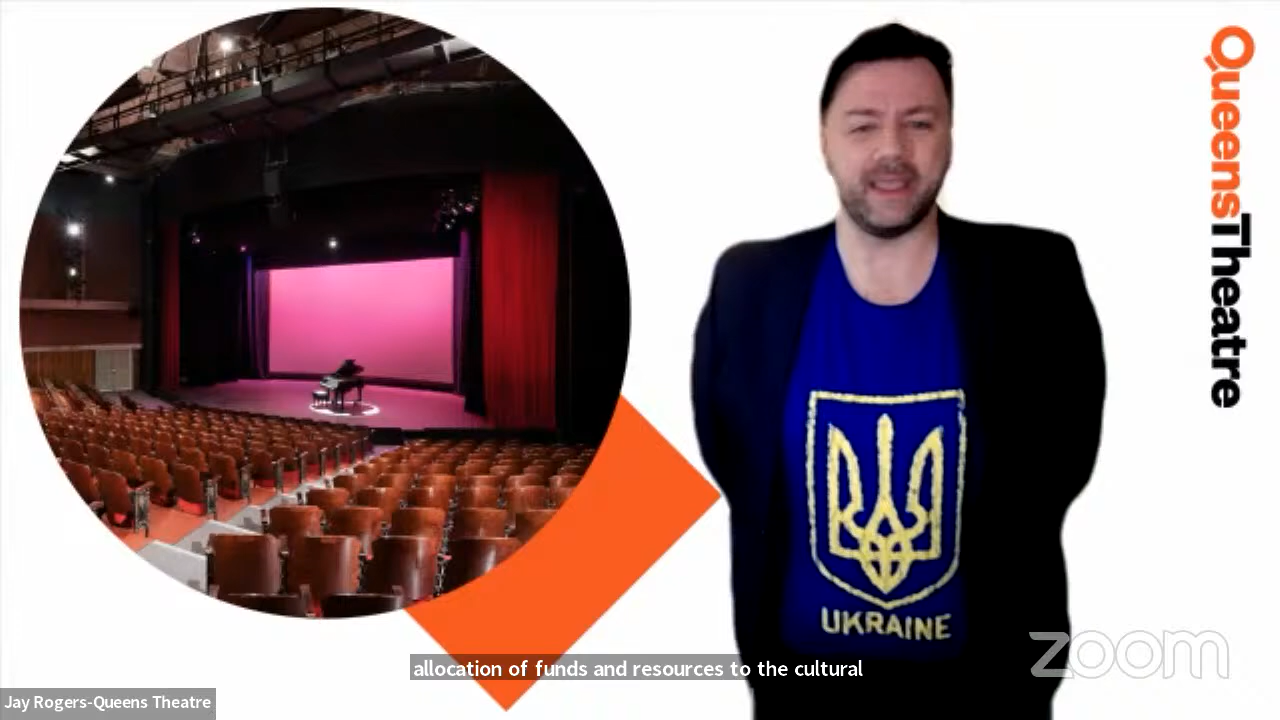 QueensTheatre
UKRAINE
zoom
allocation of funds and resources to the cultural
Jay Rogers-Queens Theatre